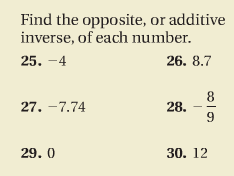 Find the opposite, or additive
inverse, of each number.
25. −4 26. 8.7
27. −7.74 28. −8/9
29. 0 30. 12